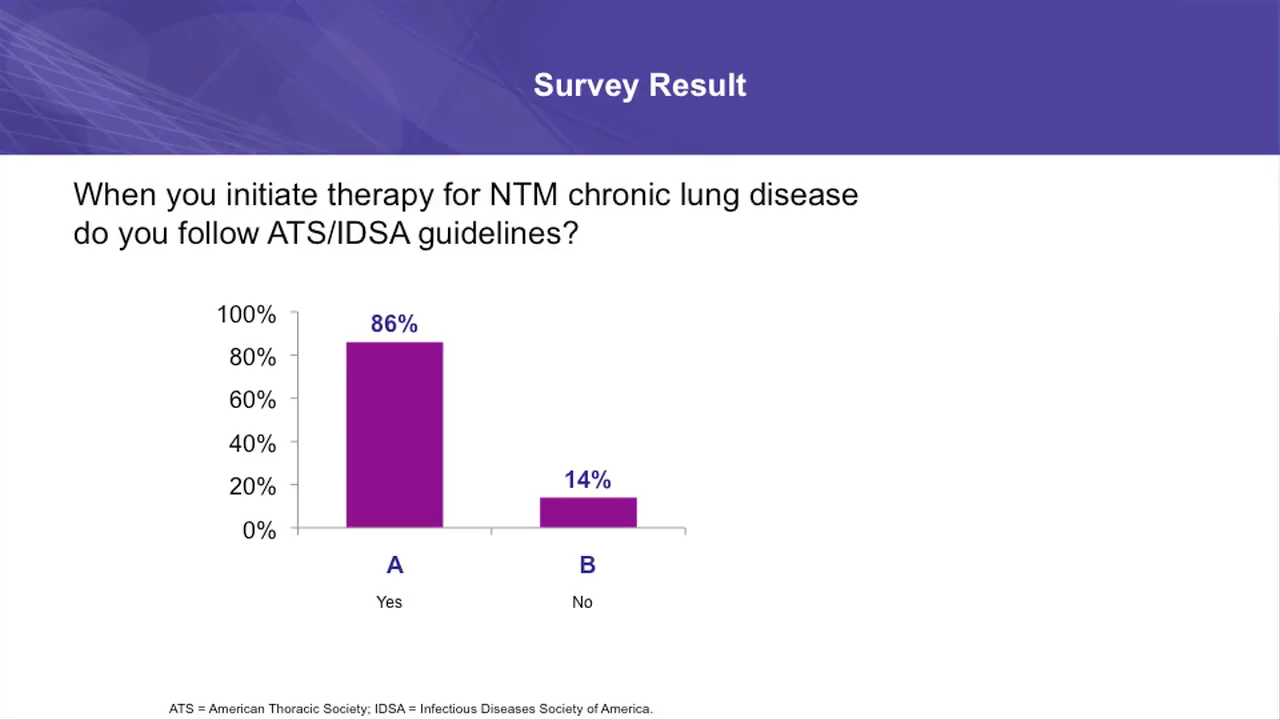 Survey Result
When you initiate therapy for NTM chronic lung disease
do you follow ATS/IDSA guidelines?
100%
80%
60%
40%
20%
0%
86%
14%
A
B
Yes
No
ATS = American Thoracic Society; IDSA = Infectious Diseases Society of America.